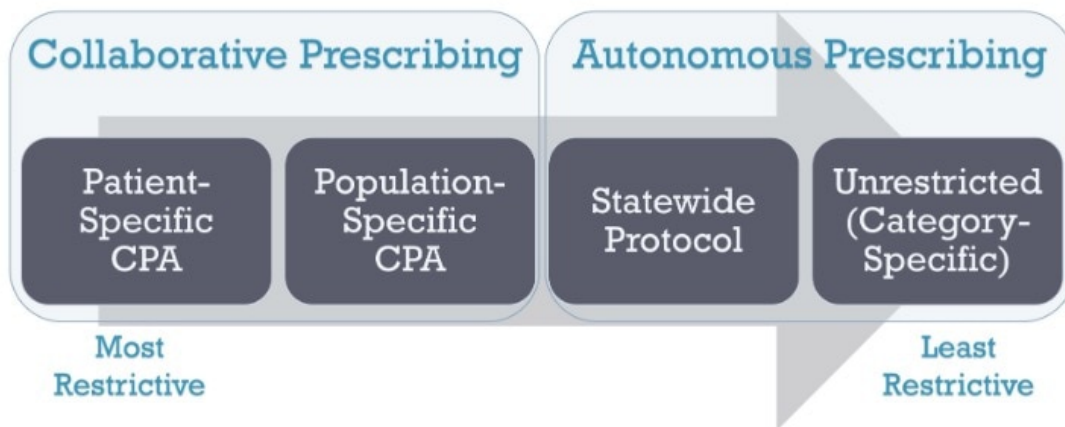 Collaborative Prescribing
Autonomous Prescribing
Patient-
Specific
CPA
Population-
Specific
CPA
Statewide
Protocol
Unrestricted
(Category-
Specific)
Most
Restrictive
Least
Restrictive